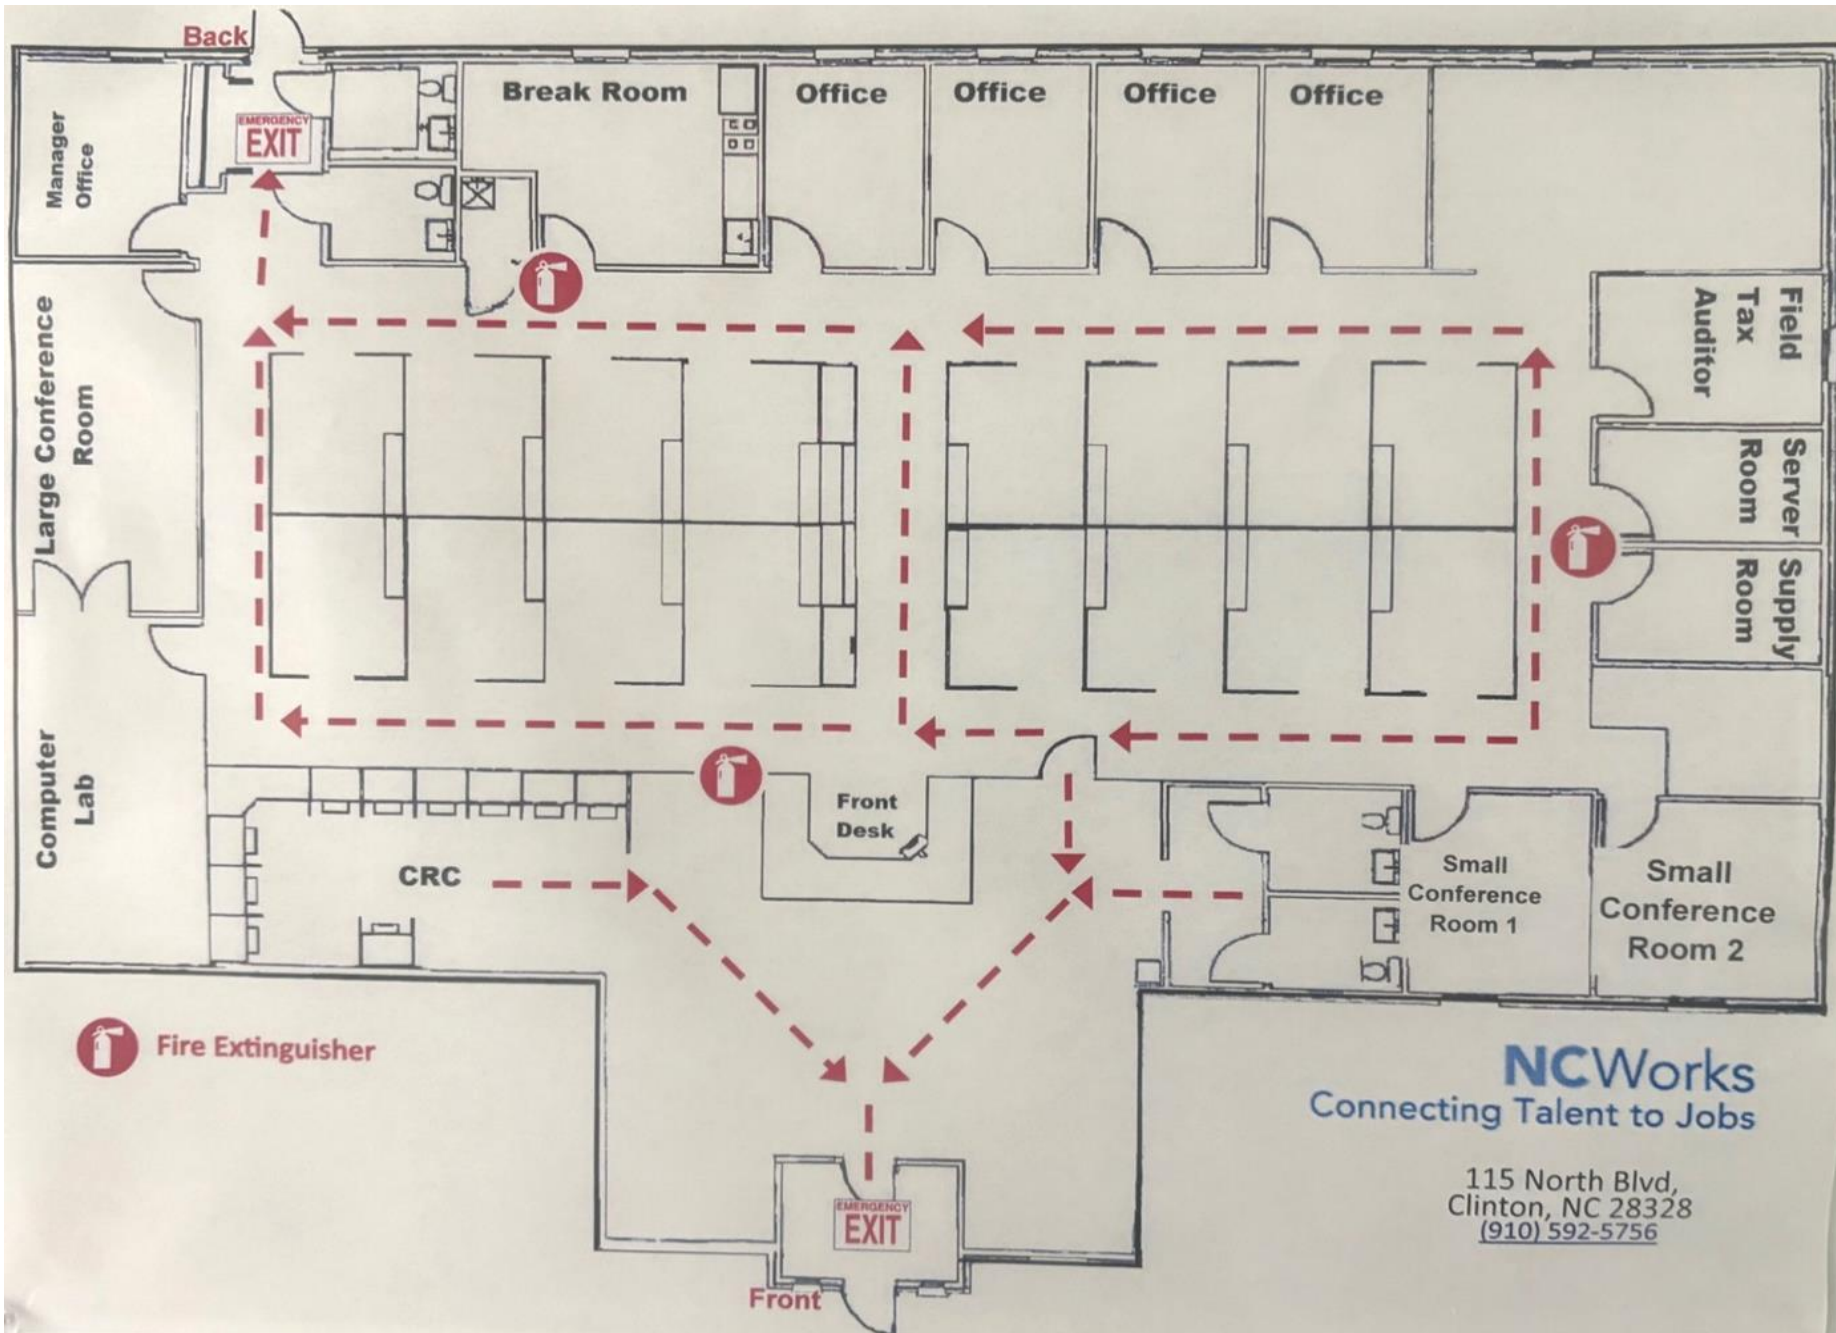 Back
EMERGENCY
EXIT
Manager
Office
Break Room
Office
Office
Office
Office
Large Conference
Room
Field
Tax
Auditor
Server
Room
Supply
Room
Computer
Lab
CRC
Front
Desk
Small
Conference
Room 1
Small
Conference
Room 2
Fire Extinguisher
NCWorks
Connecting Talent to Jobs
115 North Blvd,
Clinton, NC 28328
(910) 592-5756
EMERGENCY
EXIT
Front